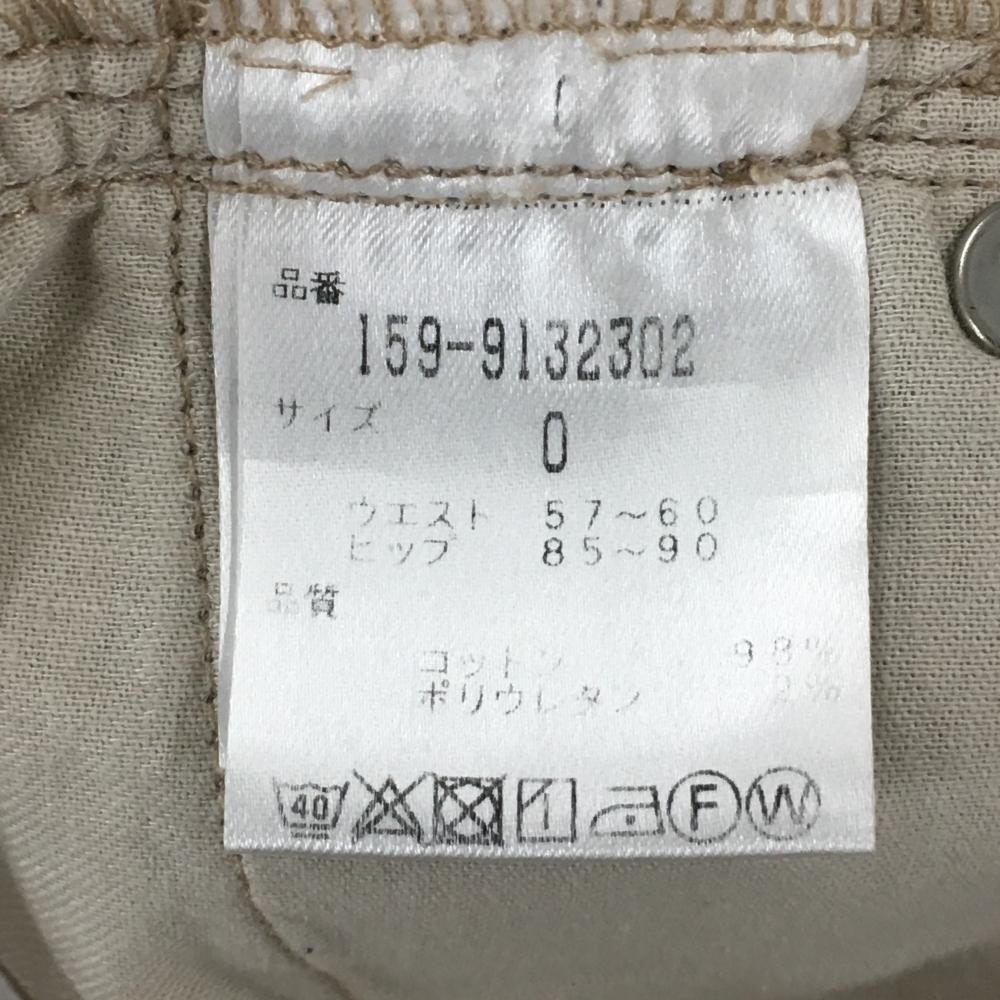 品番
159-9132302
サイズ
0
ウエスト 57～60
ヒップ 85～90
品質
コットン 98%
ポリウレタン 2%
40 F W